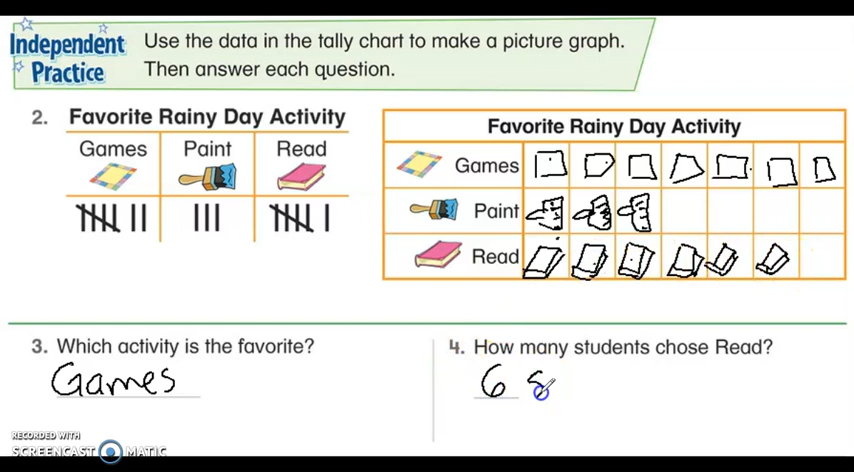 Independent Practice
Use the data in the tally chart to make a picture graph.
Then answer each question.
2. Favorite Rainy Day Activity
Games Paint Read
Favorite Rainy Day Activity
Games
Paint
Read
3. Which activity is the favorite?
Games
4. How many students chose Read?
6 s
RECORDED WITH
SCREENCAST MATIC